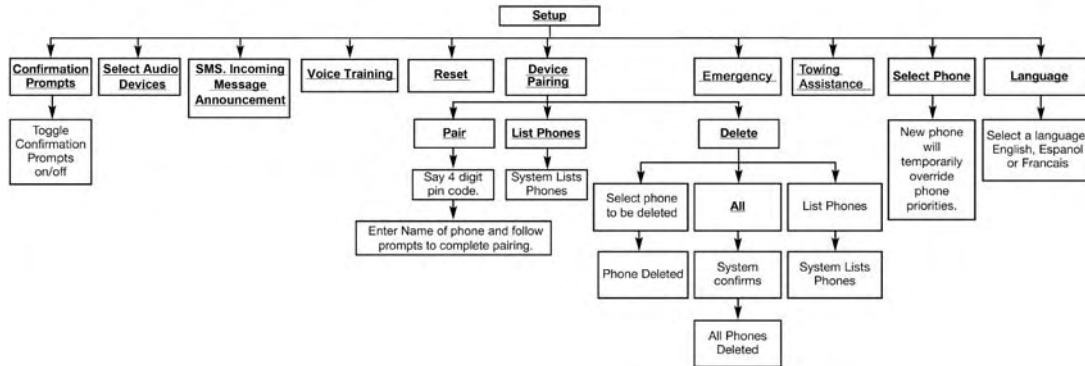 Setup
Confirmation
Prompts
Select Audio
Devices
SMS. Incoming
Message
Announcement
Voice Training
Reset
Device
Pairing
Emergency
Towing
Assistance
Select Phone
Language
Toggle
Confirmation
Prompts
on/off
Pair
List Phones
Delete
New phone
will
temporarily
override
phone
priorities.
Select a language
English, Espanol
or Francais
Say 4 digit
pin code.
System Lists
Phones
Enter Name of phone and follow
prompts to complete pairing.
Select phone
to be deleted
All
List Phones
Phone Deleted
System
confirms
System Lists
Phones
All Phones
Deleted